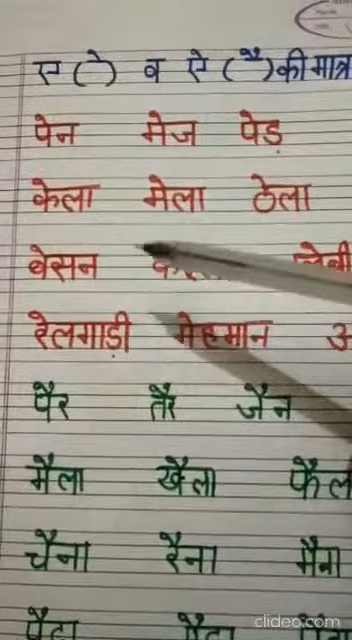 ए (े) व ऐ (ै) की मात्र
पेन मेज पेड़
केला मेला ठेला
बेसन
रेलगाड़ी मेहमान
पैर तैर जैन
मैला खैला फैल
चैना रैना मैना
clideo.com